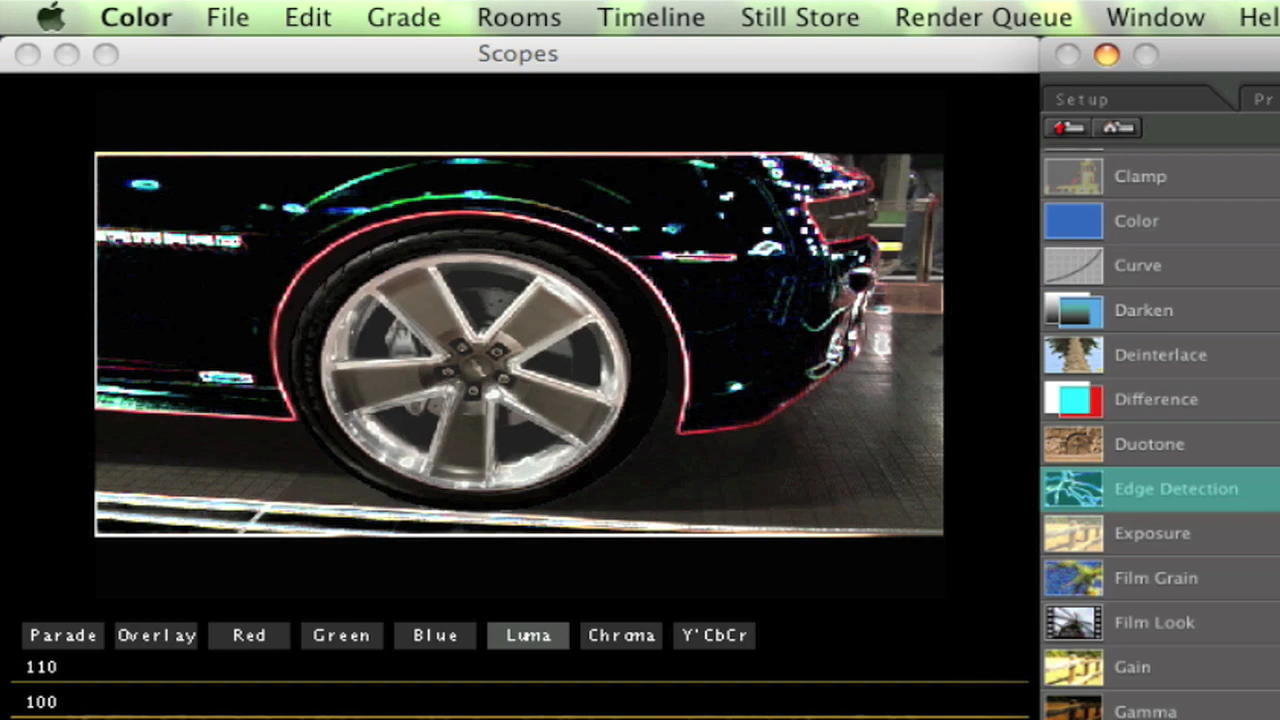 Color File Edit Grade Rooms Timeline Still Store Render Queue Window Hel
Scopes
Setup Pr
Clamp
Color
Curve
Darken
Deinterlace
Difference
Duotone
Edge Detection
Exposure
Film Grain
Film Look
Gain
Gamma
Parade Overlay Red Green Blue Luma Chroma Y'CbCr
110
100